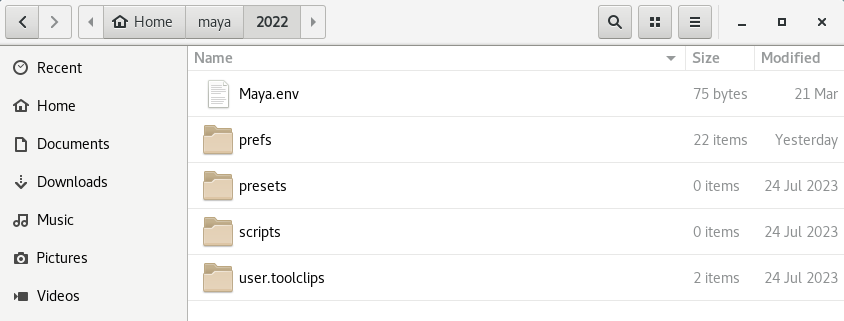 Home maya 2022
Name Size Modified
Recent
Home
Documents
Downloads
Music
Pictures
Videos
Maya.env 75 bytes 21 Mar
prefs 22 items Yesterday
presets 0 items 24 Jul 2023
scripts 0 items 24 Jul 2023
user.toolclips 2 items 24 Jul 2023